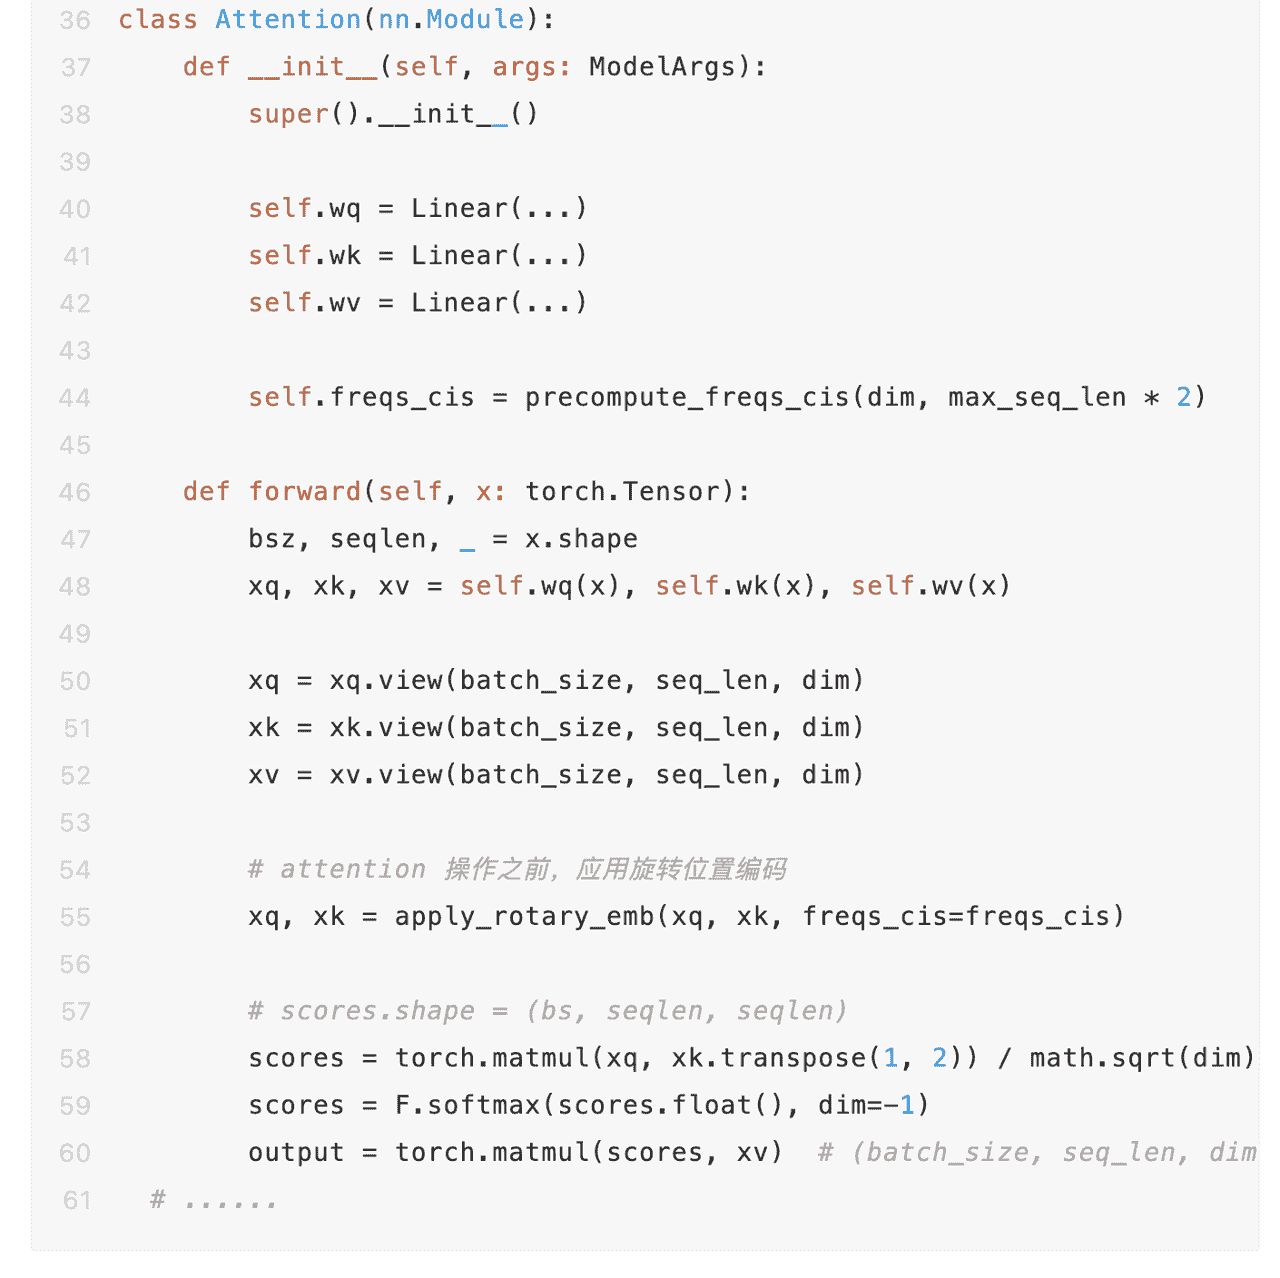 36 class Attention(nn.Module):
37     def __init__(self, args: ModelArgs):
38         super().__init__()
39
40         self.wq = Linear(...)
41         self.wk = Linear(...)
42         self.wv = Linear(...)
43
44         self.freqs_cis = precompute_freqs_cis(dim, max_seq_len * 2)
45
46     def forward(self, x: torch.Tensor):
47         bsz, seqlen, _ = x.shape
48         xq, xk, xv = self.wq(x), self.wk(x), self.wv(x)
49
50         xq = xq.view(batch_size, seq_len, dim)
51         xk = xk.view(batch_size, seq_len, dim)
52         xv = xv.view(batch_size, seq_len, dim)
53
54         # attention 操作之前，应用旋转位置编码
55         xq, xk = apply_rotary_emb(xq, xk, freqs_cis=freqs_cis)
56
57         # scores.shape = (bs, seqlen, seqlen)
58         scores = torch.matmul(xq, xk.transpose(1, 2)) / math.sqrt(dim)
59         scores = F.softmax(scores.float(), dim=-1)
60         output = torch.matmul(scores, xv)  # (batch_size, seq_len, dim
61   # ......